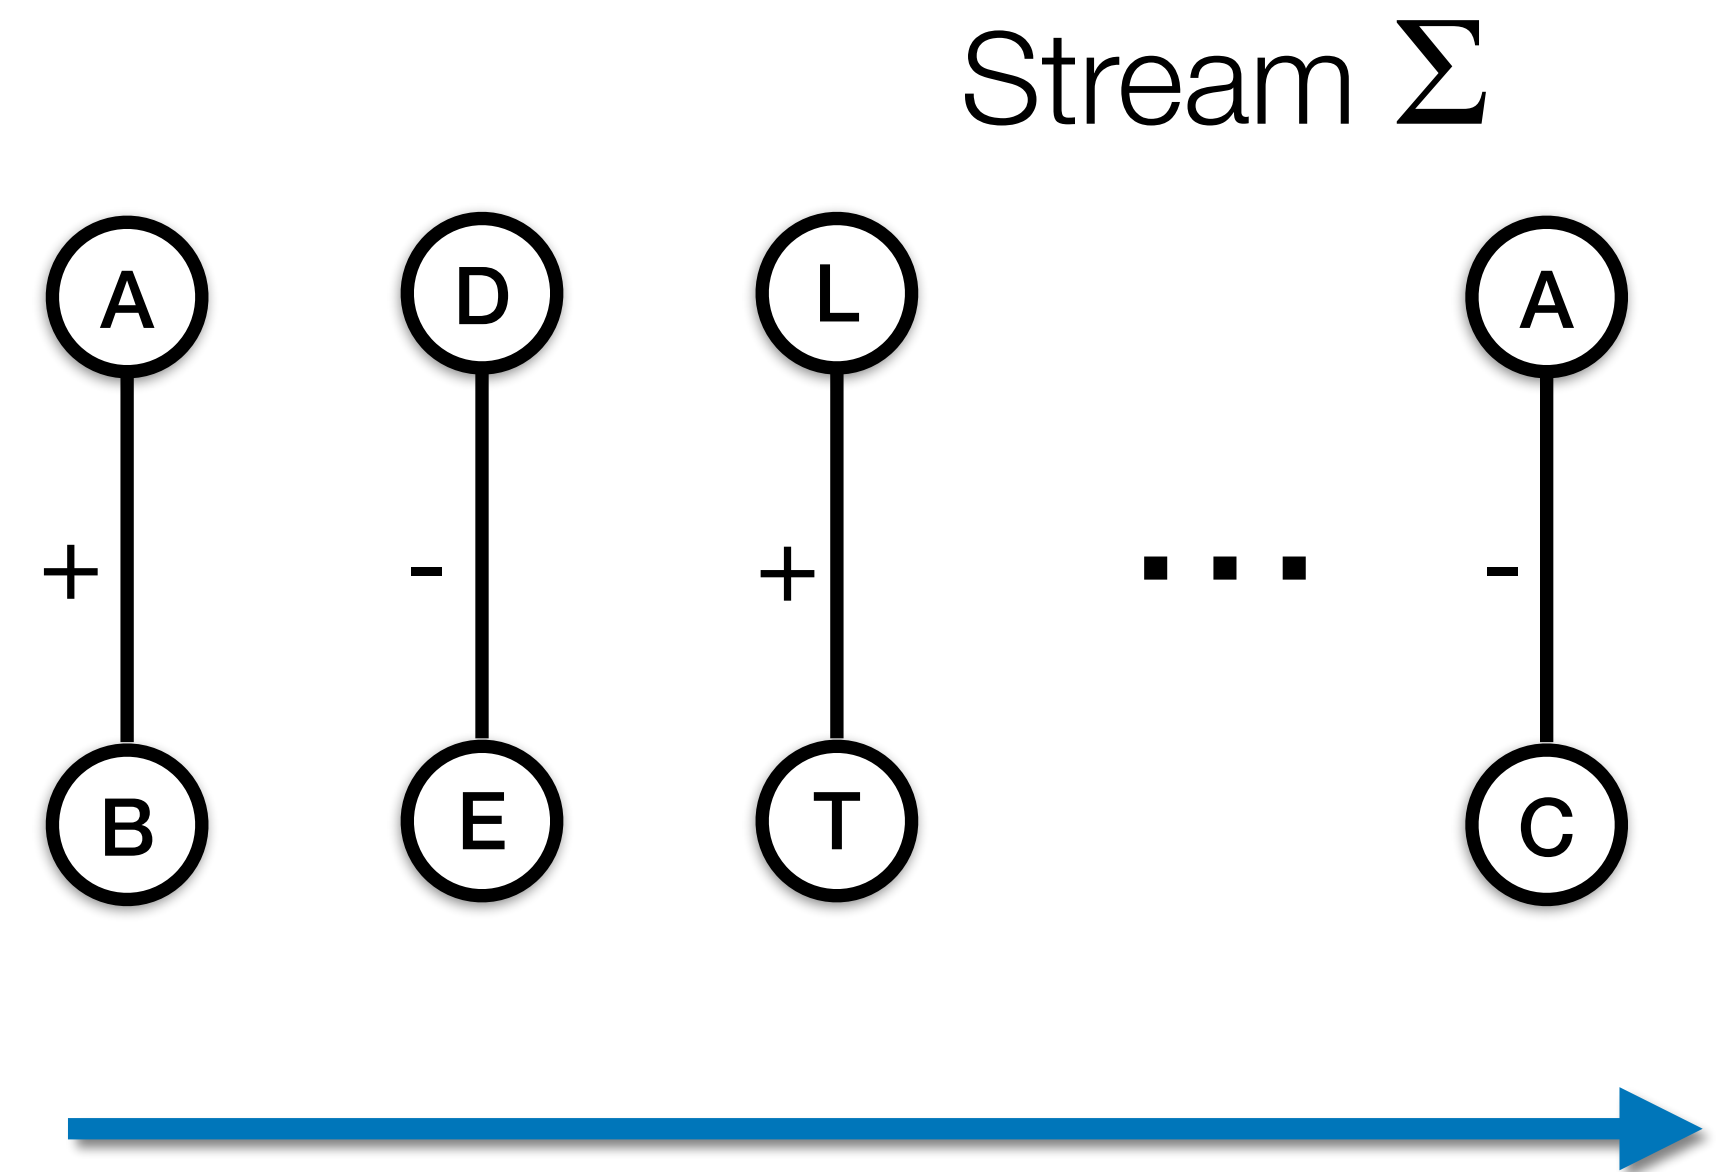 Stream Σ
A D L A
+ - + ... -
B E T C